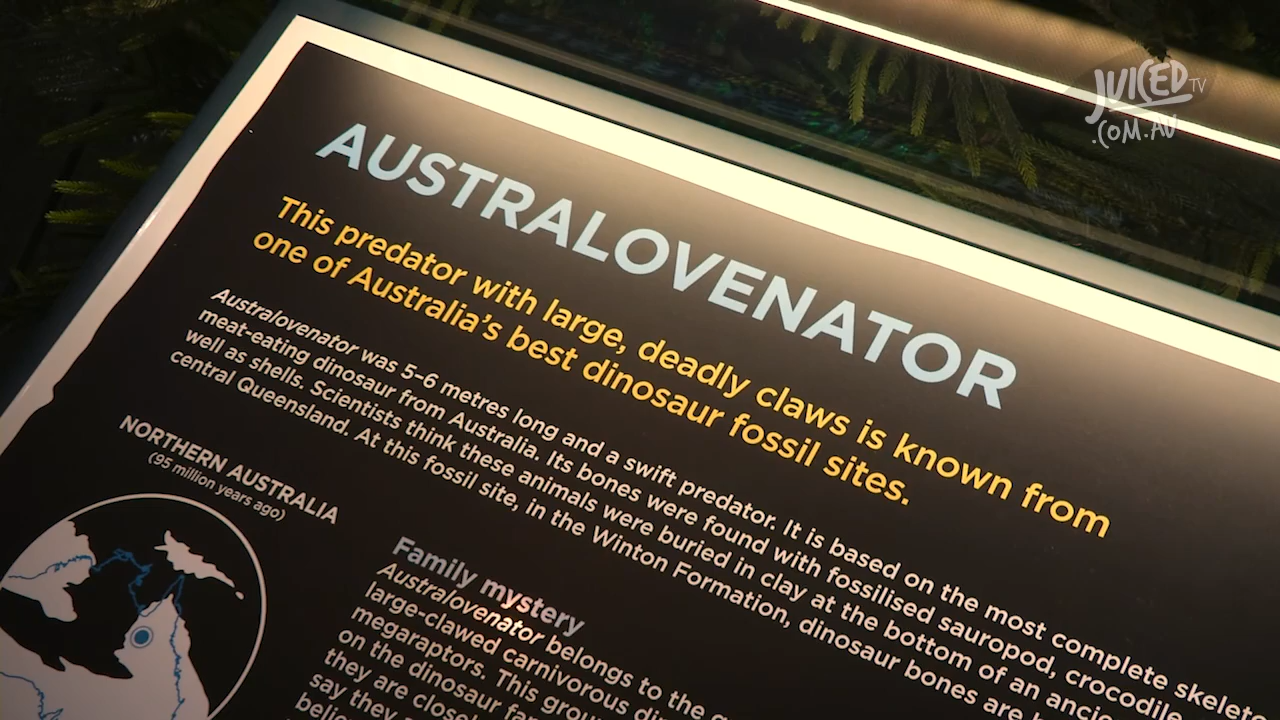 JUICED TV
.COM.AU
AUSTRALOVENATOR
This predator with large, deadly claws is known from
one of Australia's best dinosaur fossil sites.
Australovenator was 5–6 metres long and a swift predator. It is based on the most complete
meat-eating dinosaur from Australia. Its bones were found with fossilised sauropod, crocodile
well as shells. Scientists think these animals were buried in clay at the bottom of an
central Queensland. At this fossil site, in the Winton Formation, dinosaur bones are
NORTHERN AUSTRALIA
(95 million years ago)
Family mystery
Australovenator belongs to the
large-clawed carnivorous
megaraptors. This
on the dinosaur
they are
say they